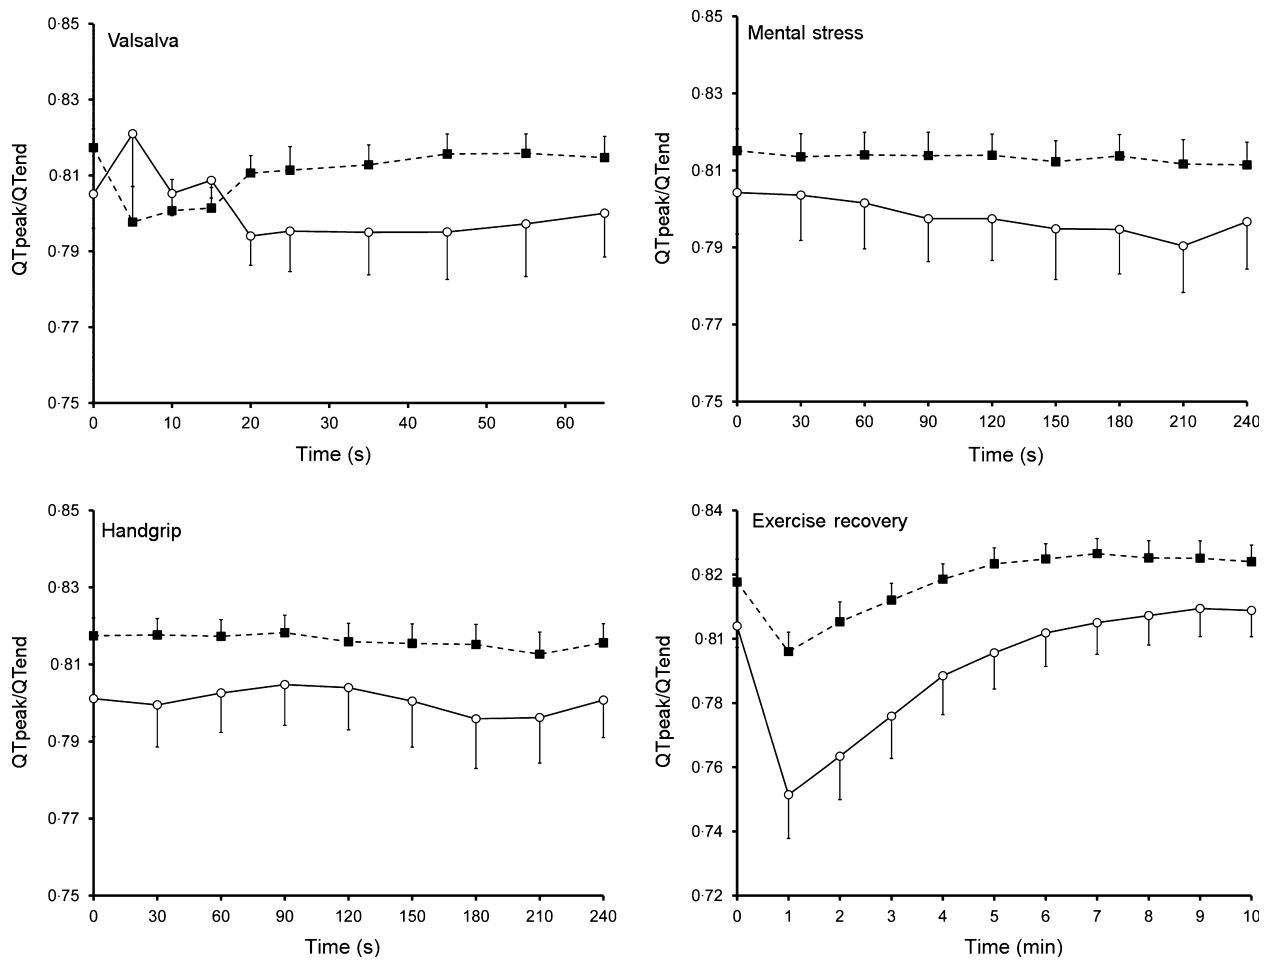 Valsalva
QTpeak/QTend
0·85
0·83
0·81
0·79
0·77
0·75
0 10 20 30 40 50 60
Time (s)
Mental stress
QTpeak/QTend
0·85
0·83
0·81
0·79
0·77
0·75
0 30 60 90 120 150 180 210 240
Time (s)
Handgrip
QTpeak/QTend
0·85
0·83
0·81
0·79
0·77
0·75
0 30 60 90 120 150 180 210 240
Time (s)
Exercise recovery
QTpeak/QTend
0·84
0·82
0·81
0·78
0·76
0·74
0·72
0 1 2 3 4 5 6 7 8 9 10
Time (min)